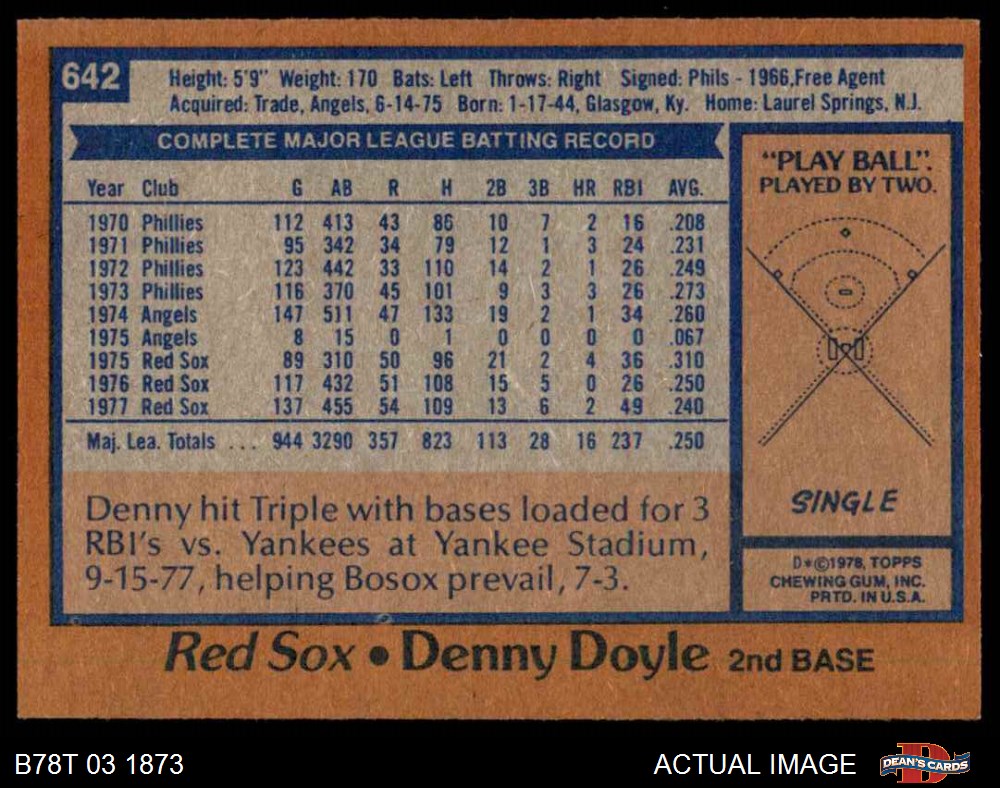 642
Height: 5'9" Weight: 170 Bats: Left Throws: Right Signed: Phils - 1966,Free Agent
Acquired: Trade, Angels, 6-14-75 Born: 1-17-44, Glasgow, Ky. Home: Laurel Springs, N.J.
COMPLETE MAJOR LEAGUE BATTING RECORD
Year Club G AB R H 2B 3B HR RBI AVG.
1970 Phillies 112 413 43 86 10 7 2 16 .208
1971 Phillies 95 342 34 79 12 1 3 24 .231
1972 Phillies 123 442 33 110 14 2 1 26 .249
1973 Phillies 116 370 45 101 9 3 3 26 .273
1974 Angels 147 511 47 133 19 2 1 34 .260
1975 Angels 8 15 0 1 0 0 0 0 .067
1975 Red Sox 89 310 50 96 21 2 4 36 .310
1976 Red Sox 117 432 51 108 15 5 0 26 .250
1977 Red Sox 137 455 54 109 13 6 2 49 .240
Maj. Lea. Totals ... 944 3290 357 823 113 28 16 237 .250
Denny hit Triple with bases loaded for 3
RBI's vs. Yankees at Yankee Stadium,
9-15-77, helping Bosox prevail, 7-3.
"PLAY BALL".
PLAYED BY TWO.
SINGLE
D*©1978, TOPPS
CHEWING GUM, INC.
PRTD. IN U.S.A.
Red Sox • Denny Doyle 2nd BASE
B78T 03 1873
ACTUAL IMAGE
DEAN'S CARDS